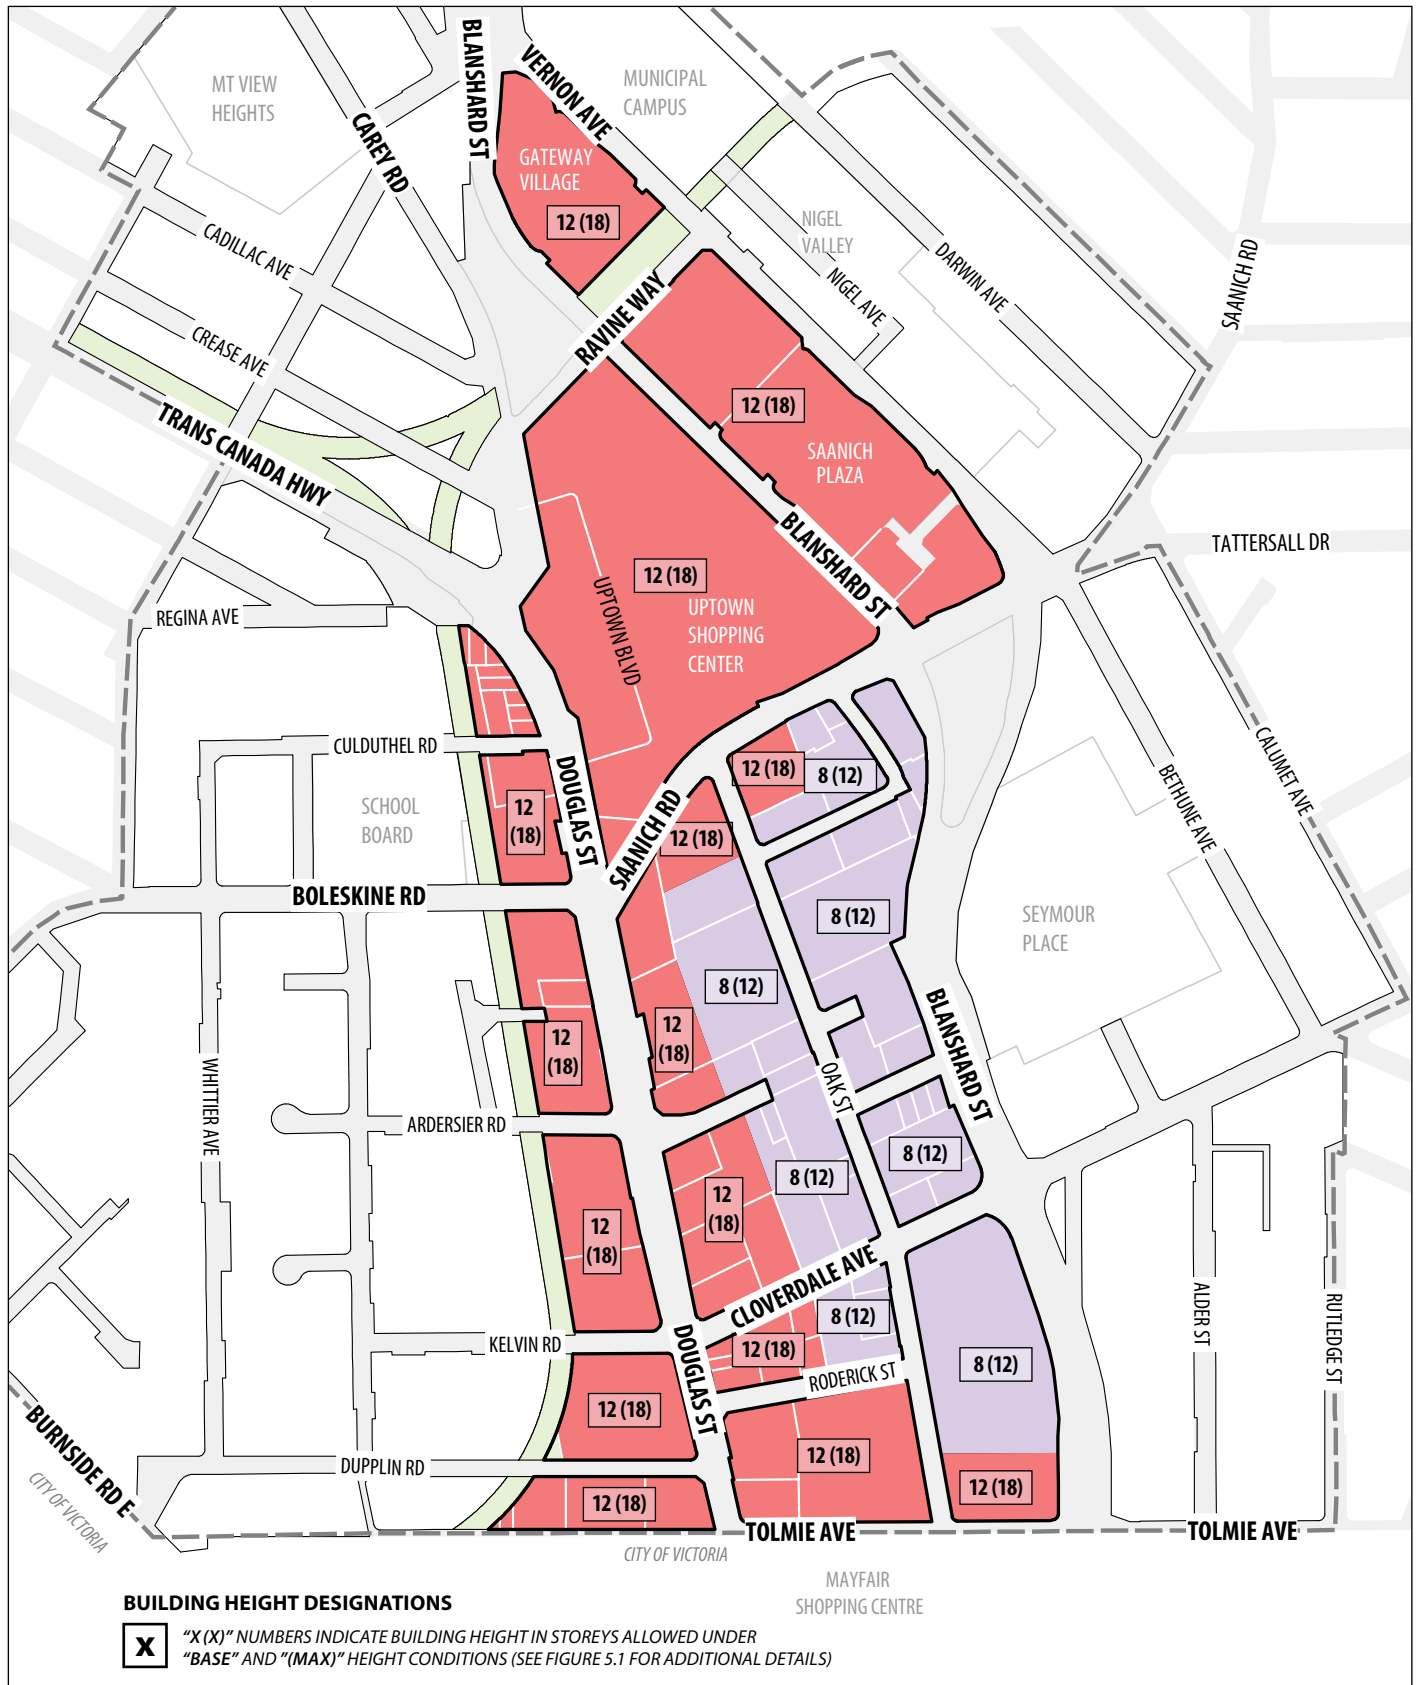 BLANSHARD ST
VERNON AVE
MUNICIPAL
CAMPUS
MT VIEW
HEIGHTS
CAREY RD
GATEWAY
VILLAGE
12 (18)
NIGEL
VALLEY
CADILLAC AVE
DARWIN AVE
SAANICH RD
NIGEL AVE
RAVINE WAY
CREASE AVE
12 (18)
TRANS CANADA HWY
SAANICH
PLAZA
BLANSHARD ST
TATTERSALL DR
12 (18)
UPTOWN BLVD
UPTOWN
SHOPPING
CENTER
REGINA AVE
CULDUTHEL RD
DOUGLAS ST
12 (18)
8 (12)
CALUMET AVE
BETHUNE AVE
SCHOOL
BOARD
12
(18)
SAANICH RD
12 (18)
BOLESKINE RD
8 (12)
SEYMOUR
PLACE
8 (12)
12
(18)
12
(18)
BLANSHARD ST
WHITTIER AVE
OAK ST
ARDERSIER RD
8 (12)
8 (12)
12
(18)
12
(18)
CLOVERDALE AVE
8 (12)
ALDER ST
RUTLEDGE ST
KELVIN RD
DOUGLAS ST
12 (18)
8 (12)
RODERICK ST
12 (18)
BURNSIDE RD E
CITY OF VICTORIA
DUPPLIN RD
12 (18)
12 (18)
12 (18)
TOLMIE AVE
TOLMIE AVE
CITY OF VICTORIA
MAYFAIR
SHOPPING CENTRE
BUILDING HEIGHT DESIGNATIONS
X
“X (X)” NUMBERS INDICATE BUILDING HEIGHT IN STOREYS ALLOWED UNDER
“BASE” AND ”(MAX)” HEIGHT CONDITIONS (SEE FIGURE 5.1 FOR ADDITIONAL DETAILS)